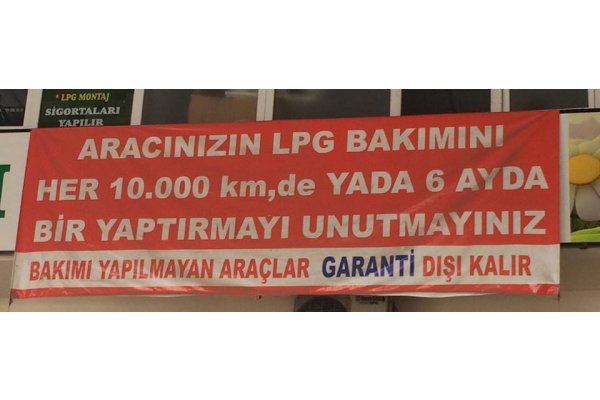 * LPG MONTAJ
SİGORTALARI
YAPILIR
ARACINIZIN LPG BAKIMINI
HER 10.000 km,de YADA 6 AYDA
BİR YAPTIRMAYI UNUTMAYINIZ
BAKIMI YAPILMAYAN ARAÇLAR GARANTİ DIŞI KALIR